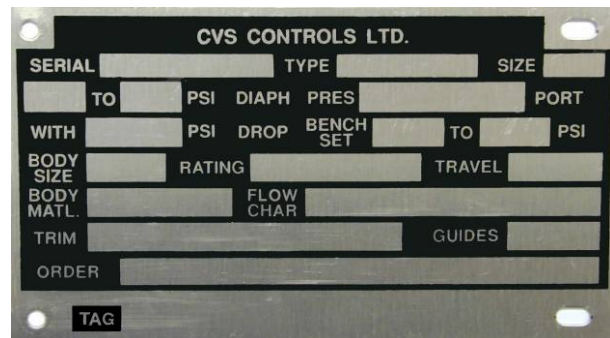 CVS CONTROLS LTD.
SERIAL TYPE SIZE
TO PSI DIAPH PRES PORT
WITH PSI DROP BENCH SET TO PSI
BODY SIZE RATING TRAVEL
BODY MATL. FLOW CHAR
TRIM GUIDES
ORDER
TAG